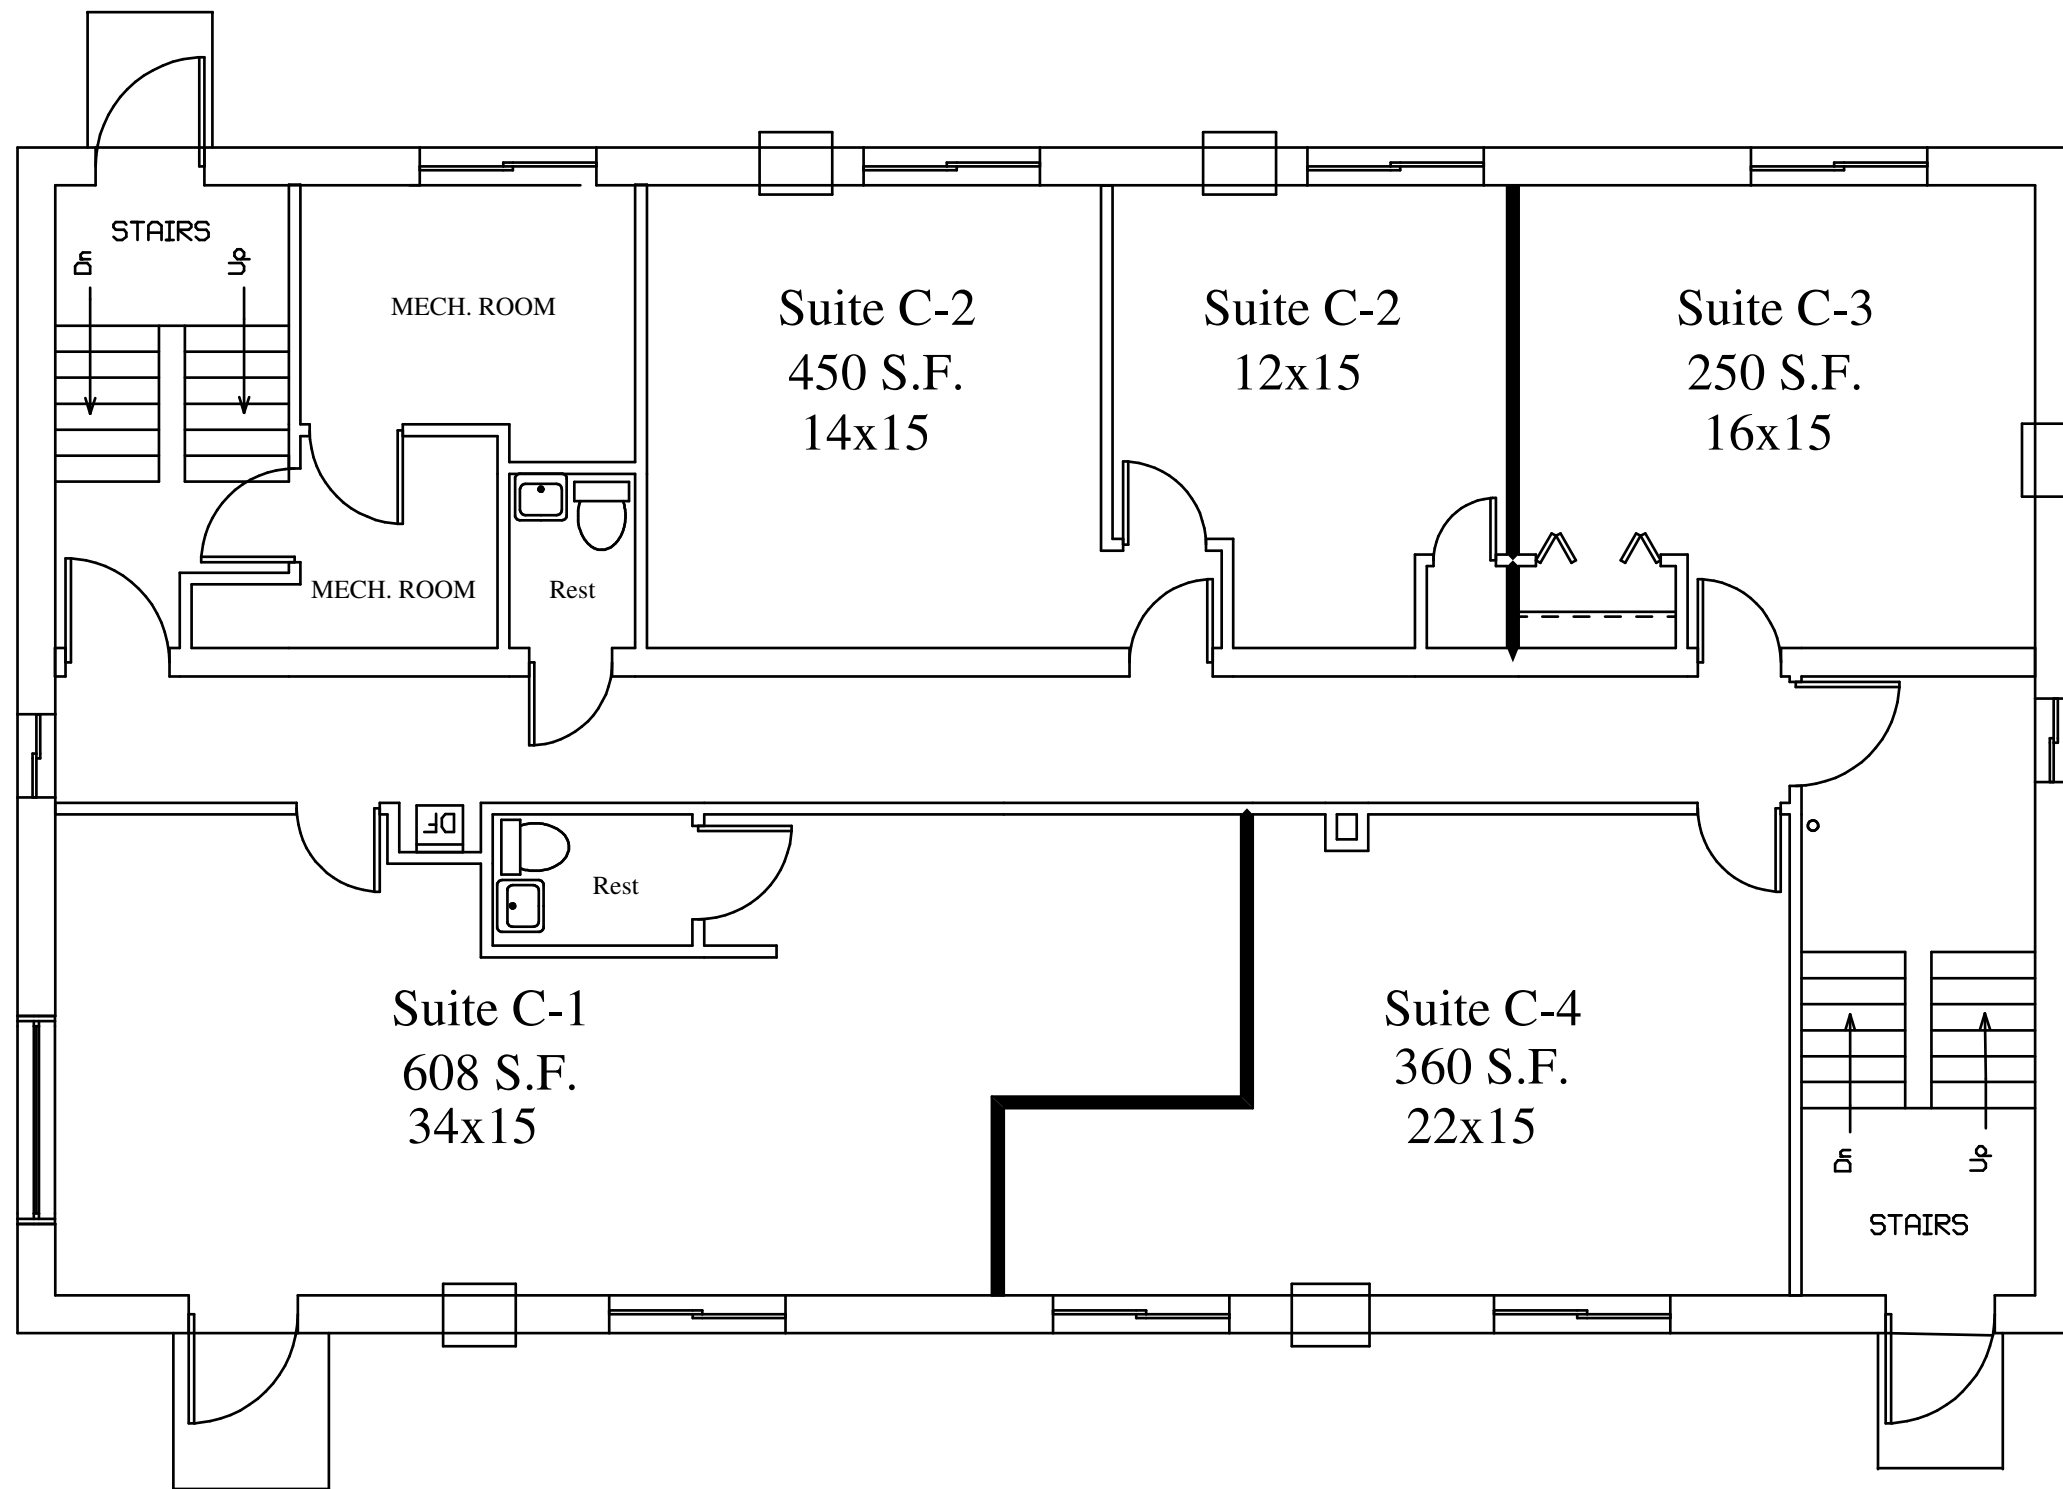 STAIRS
Dn
Up
MECH. ROOM
Suite C-2
450 S.F.
14x15
Suite C-2
12x15
Suite C-3
250 S.F.
16x15
MECH. ROOM
Rest
DF
Rest
Suite C-1
608 S.F.
34x15
Suite C-4
360 S.F.
22x15
Dn
Up
STAIRS